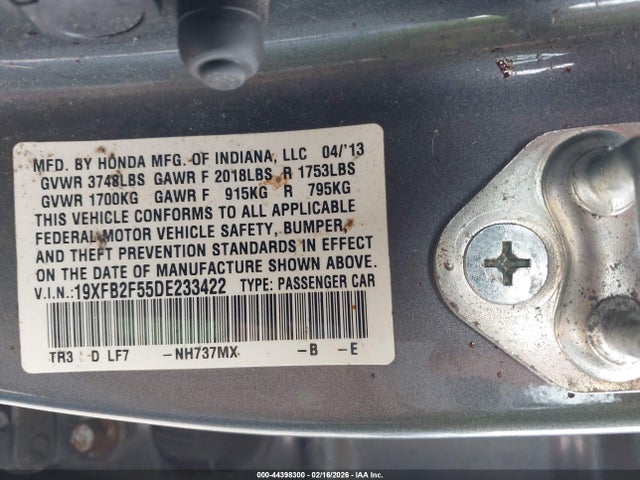 MFD. BY HONDA MFG. OF INDIANA, LLC 04/'13
GVWR 3748LBS GAWR F 2018LBS R 1753LBS
GVWR 1700KG GAWR F 915KG R 795KG
THIS VEHICLE CONFORMS TO ALL APPLICABLE
FEDERAL MOTOR VEHICLE SAFETY, BUMPER,
AND THEFT PREVENTION STANDARDS IN EFFECT
ON THE DATE OF MANUFACTURE SHOWN ABOVE.
V.I.N.:19XFB2F55DE233422 TYPE: PASSENGER CAR
TR3 D LF7 -NH737MX -B -E
000-44398300 - 02/16/2026 - IAA Inc.